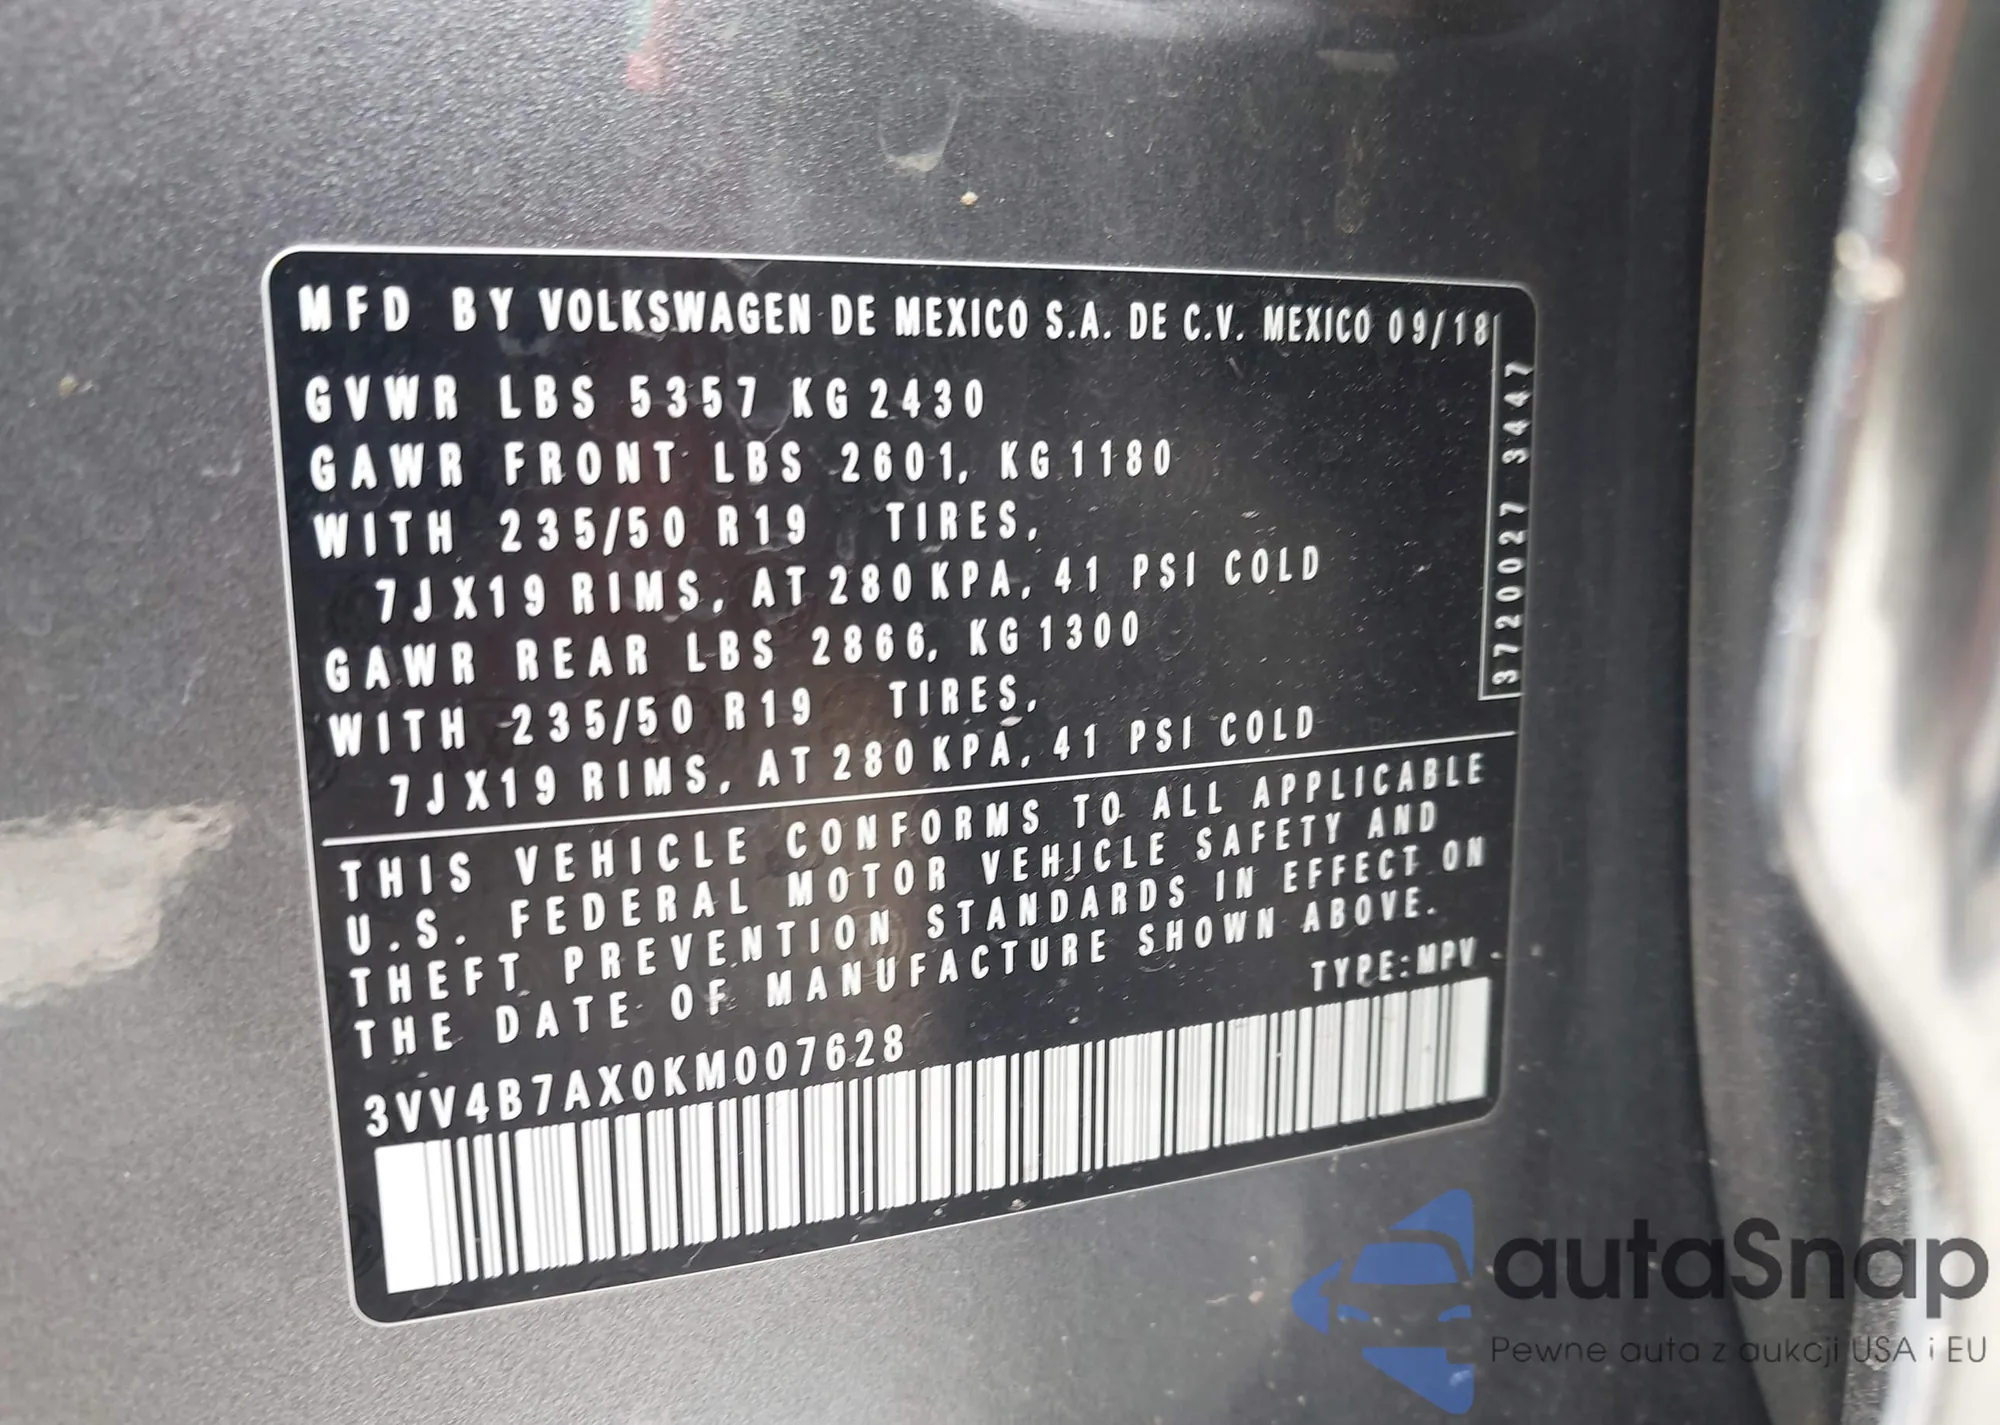 MFD BY VOLKSWAGEN DE MEXICO S.A. DE C.V. MEXICO 09/18
GVWR LBS 5357 KG 2430
GAWR FRONT LBS 2601, KG 1180
WITH 235/50 R19 TIRES,
7J X19 RIMS, AT 280 KPA, 41 PSI COLD
GAWR REAR LBS 2866, KG 1300
WITH 235/50 R19 TIRES,
7J X19 RIMS, AT 280 KPA, 41 PSI COLD
3720027 3447
THIS VEHICLE CONFORMS TO ALL APPLICABLE
U.S. FEDERAL MOTOR VEHICLE SAFETY AND
THEFT PREVENTION STANDARDS IN EFFECT ON
THE DATE OF MANUFACTURE SHOWN ABOVE.
TYPE:MPV
3VV4B7AX0KM007628
autaSnap
Pewne auta z aukcji USA i EU